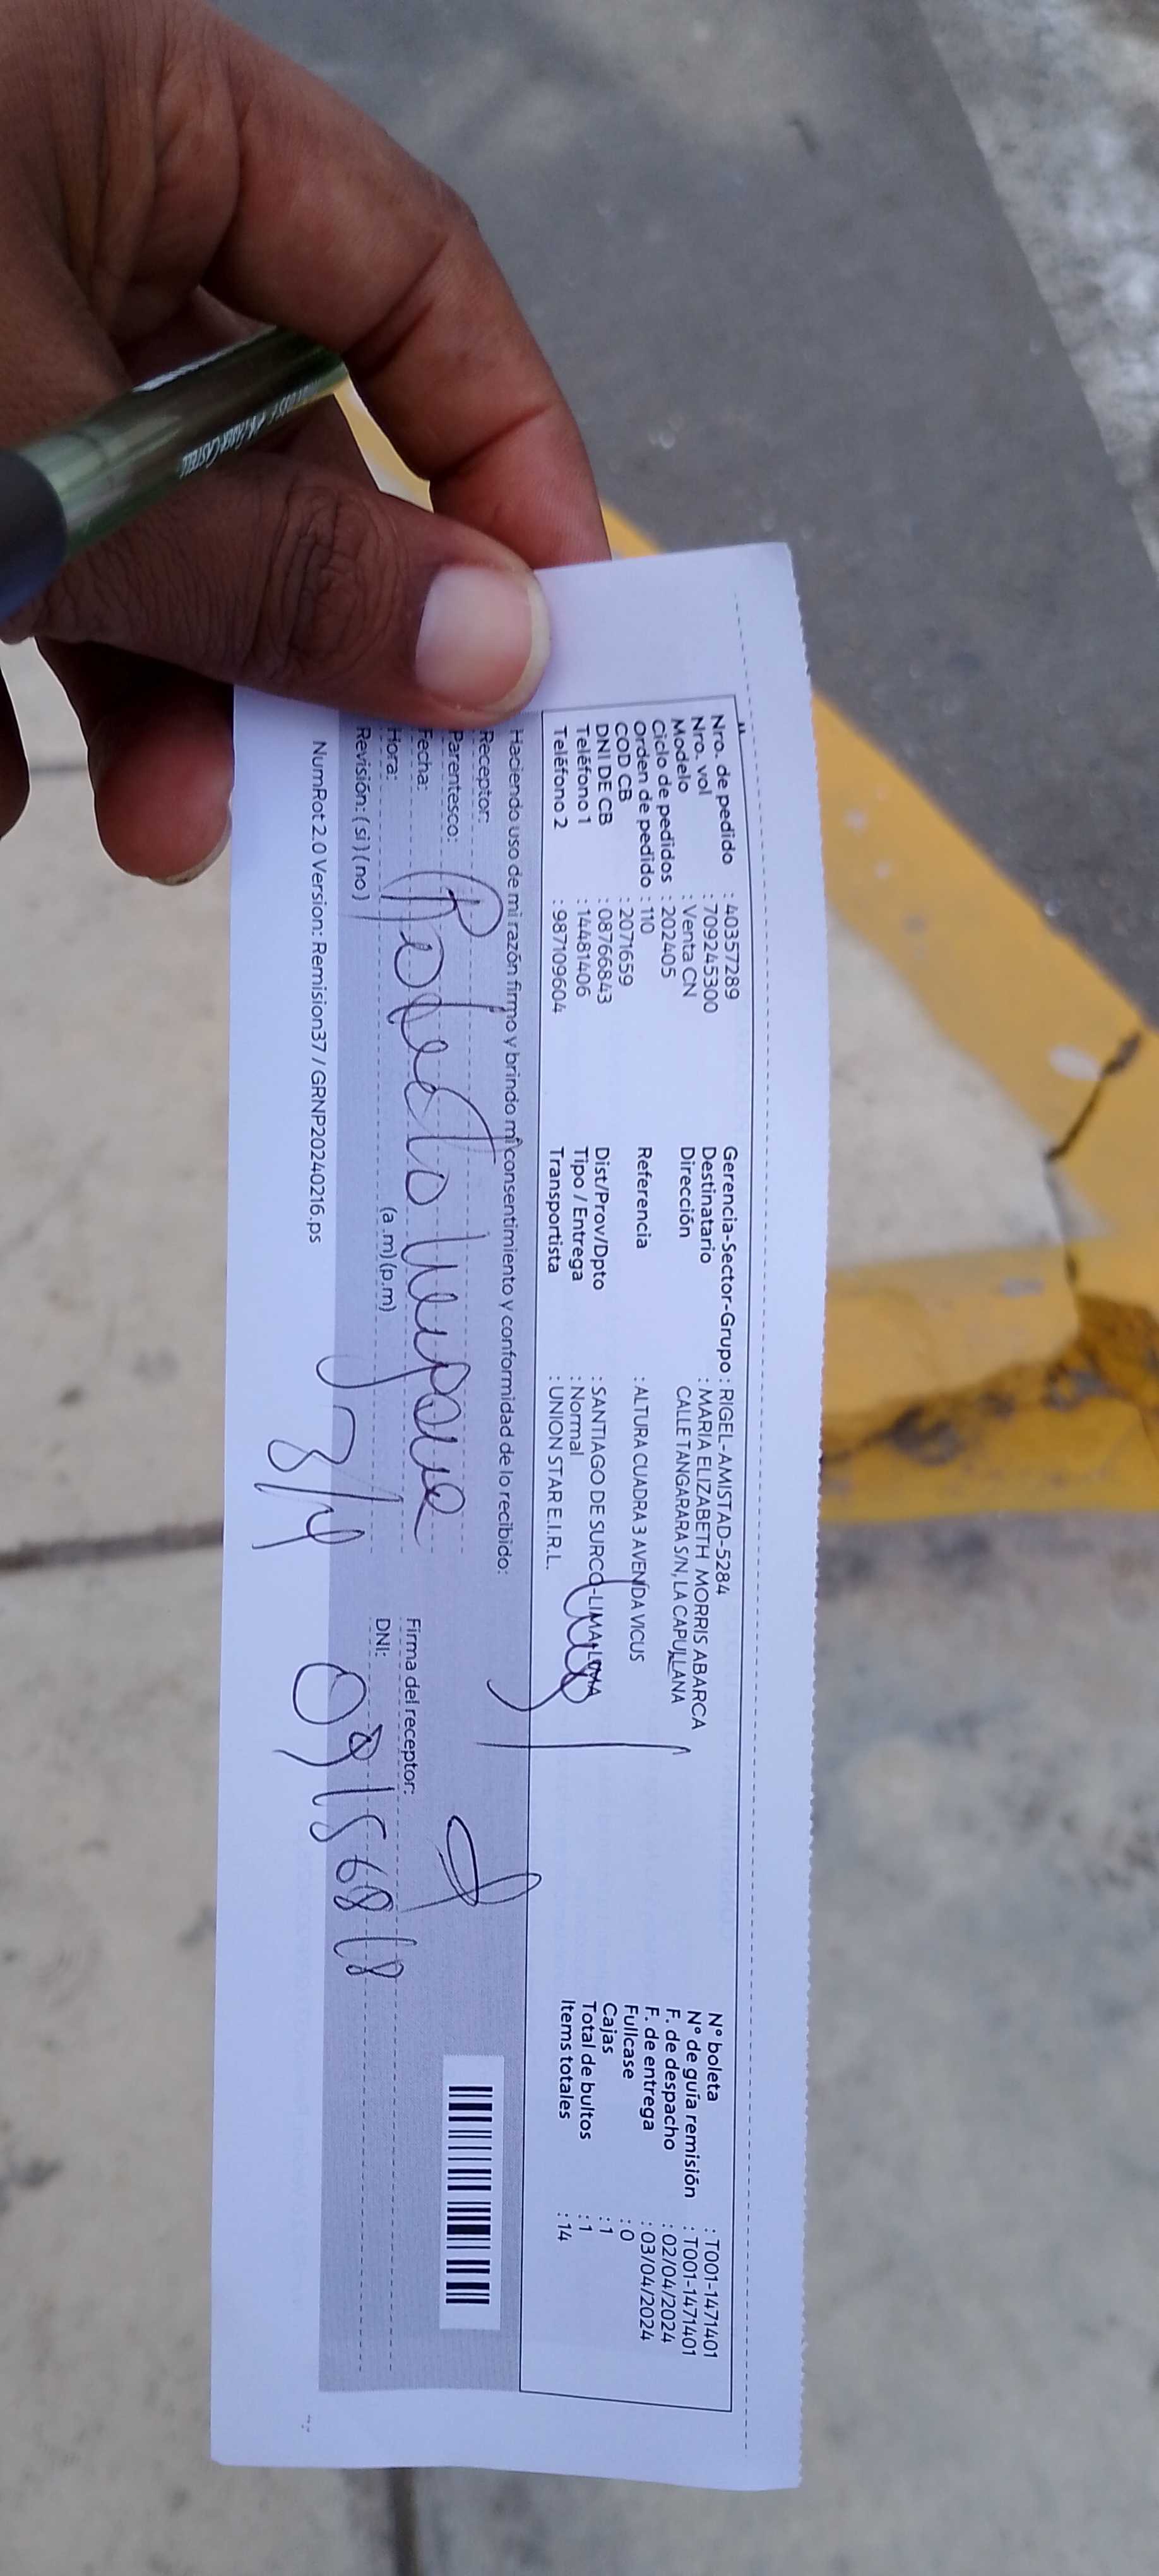 Nro. de pedido : 40357289
Nro. vol : 709245300
Modelo : Venta CN
Ciclo de pedidos : 202405
Orden de pedido : 110
COD CB : 2071659
DNI DE CB : 08766843
Teléfono 1 : 14481406
Teléfono 2 : 987109604
Gerencia-Sector-Grupo : RIGEL-AMISTAD-5284
Destinatario : MARIA ELIZABETH MORRIS ABARCA
Dirección CALLE TANGARARA S/N, LA CAPULLANA
Referencia : ALTURA CUADRA 3 AVENIDA VICUS
Dist/Prov/Dpto : SANTIAGO DE SURCO-LIMA-LIMA
Tipo / Entrega : Normal
Transportista : UNION STAR E.I.R.L.
N° boleta : T001-1471401
N° de guía remisión : T001-1471401
F. de despacho : 02/04/2024
F. de entrega : 03/04/2024
Fullcase : 0
Cajas : 1
Total de bultos : 1
Items totales : 14
Haciendo uso de mi razón firmo y brindo mi consentimiento y conformidad de lo recibido:
Receptor:
Parentesco:
Fecha:
Hora: (a .m) (p.m)
Revisión: ( si ) ( no )
Firma del receptor:
DNI:
NumRot 2.0 Version: Remision37 / GRNP20240216.ps